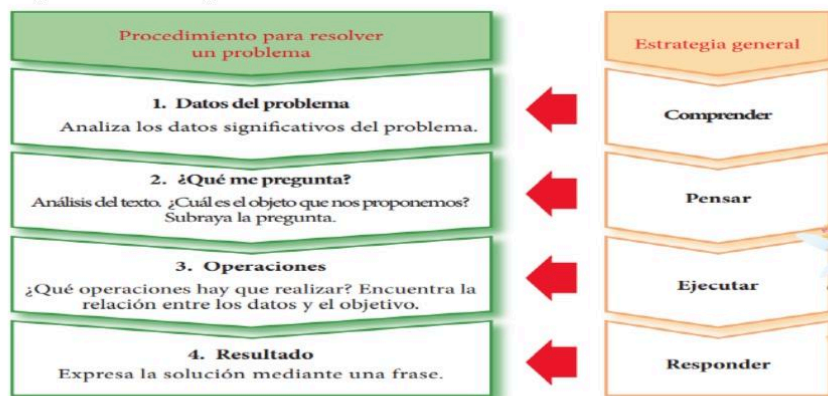 Procedimiento para resolver
un problema
1. Datos del problema
Analiza los datos significativos del problema.
2. ¿Qué me pregunta?
Análisis del texto. ¿Cuál es el objeto que nos proponemos?
Subraya la pregunta.
3. Operaciones
¿Qué operaciones hay que realizar? Encuentra la
relación entre los datos y el objetivo.
4. Resultado
Expresa la solución mediante una frase.
Estrategia general
Comprender
Pensar
Ejecutar
Responder